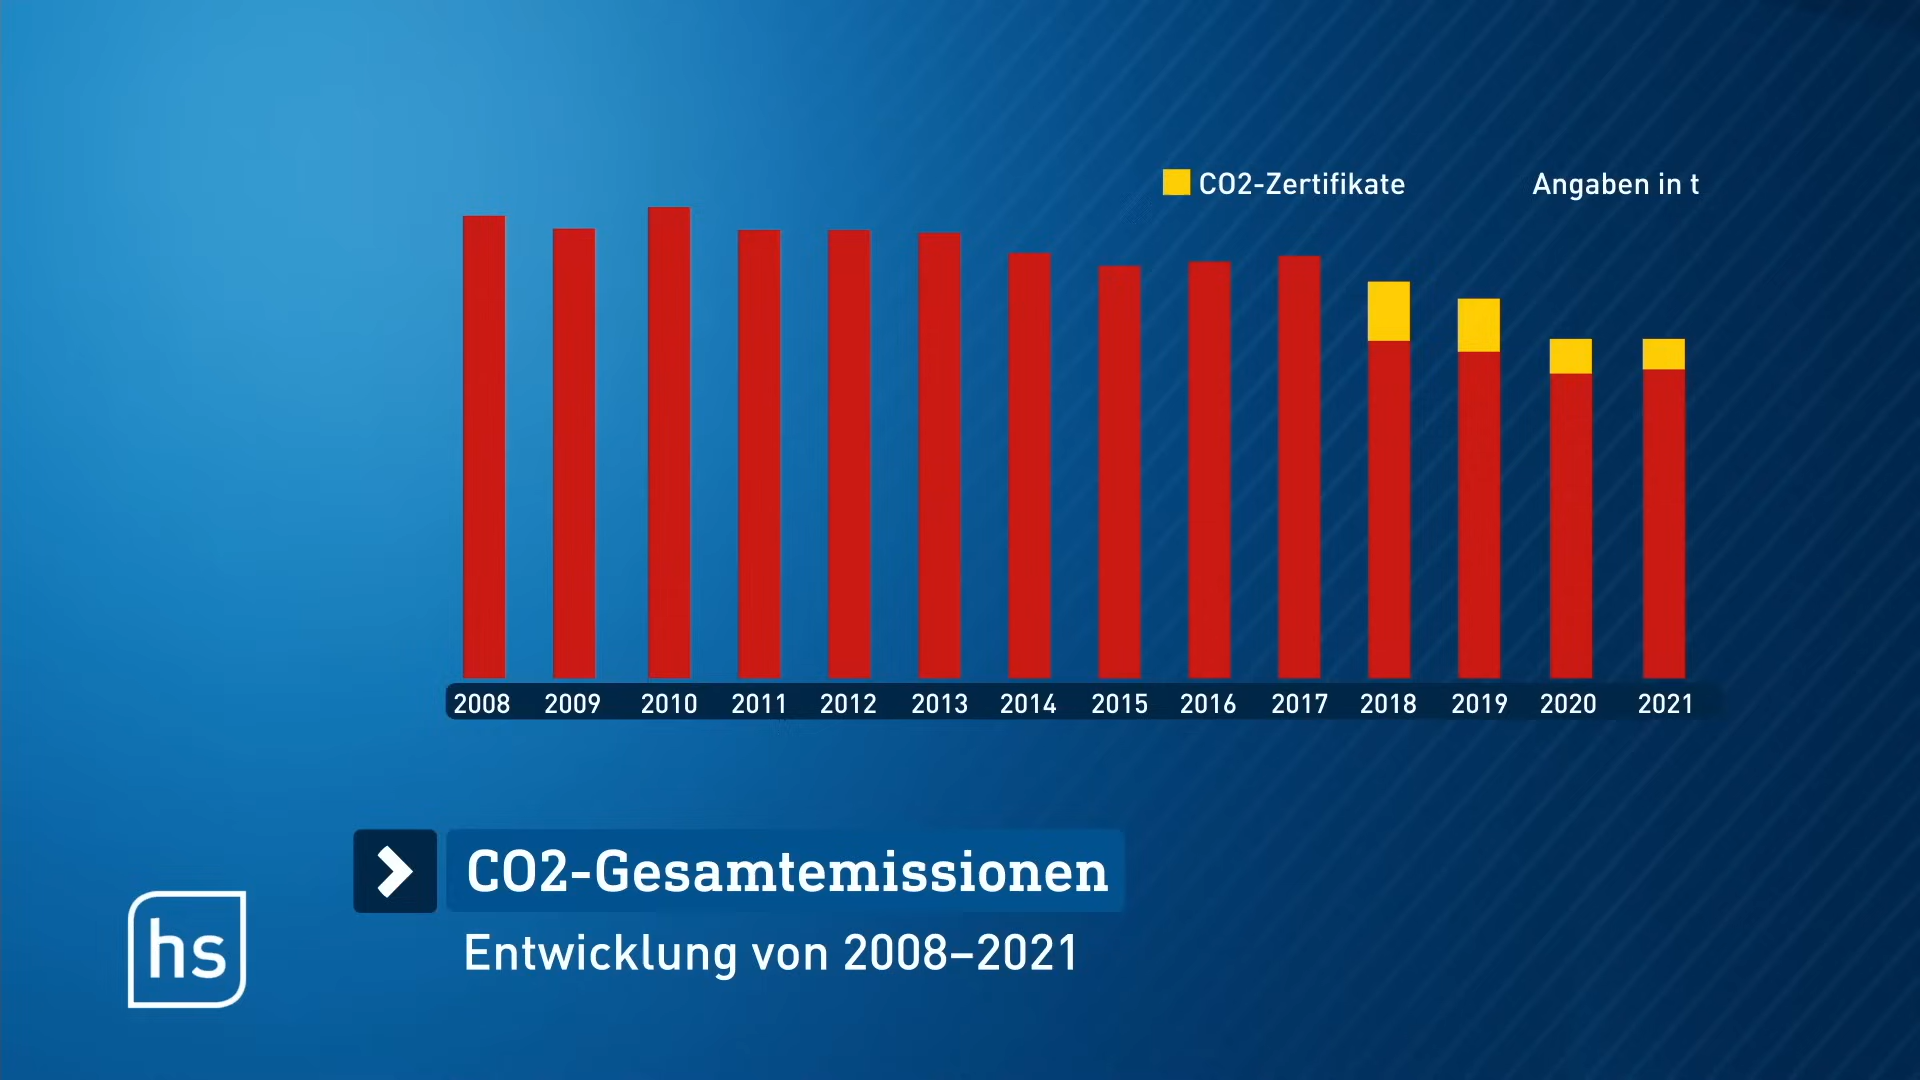 CO2-Zertifikate Angaben in t
2008 2009 2010 2011 2012 2013 2014 2015 2016 2017 2018 2019 2020 2021
CO2-Gesamtemissionen
Entwicklung von 2008–2021
hs